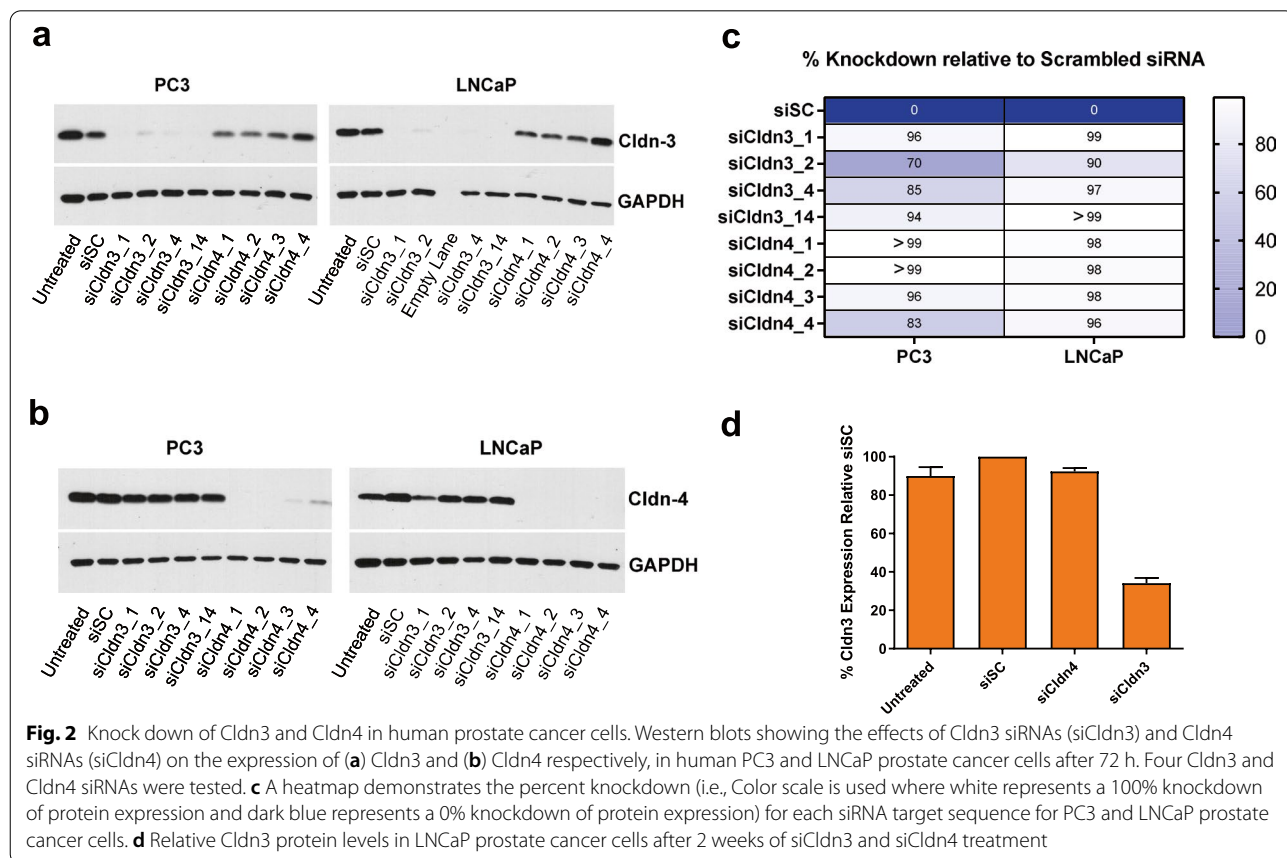 a
PC3
LNCaP
Cldn-3
GAPDH
Untreated
siSC
siCldn3_1
siCldn3_2
siCldn3_4
siCldn3_14
siCldn4_1
siCldn4_2
siCldn4_3
siCldn4_4
Untreated
siSC
siCldn3_1
siCldn3_2
Empty Lane
siCldn3_4
siCldn3_14
siCldn4_1
siCldn4_2
siCldn4_3
siCldn4_4
c
% Knockdown relative to Scrambled siRNA
siSC 0 0
siCldn3_1 96 99
siCldn3_2 70 90
siCldn3_4 85 97
siCldn3_14 94 >99
siCldn4_1 >99 98
siCldn4_2 >99 98
siCldn4_3 96 98
siCldn4_4 83 96
PC3 LNCaP
80
60
40
20
0
b
PC3
LNCaP
Cldn-4
GAPDH
Untreated
siSC
siCldn3_1
siCldn3_2
siCldn3_4
siCldn3_14
siCldn4_1
siCldn4_2
siCldn4_3
siCldn4_4
Untreated
siSC
siCldn3_1
siCldn3_2
siCldn3_4
siCldn3_14
siCldn4_1
siCldn4_2
siCldn4_3
siCldn4_4
d
% Cldn3 Expression Relative siSC
100
80
60
40
20
0
Untreated
siSC
siCldn4
siCldn3
Fig. 2 Knock down of Cldn3 and Cldn4 in human prostate cancer cells. Western blots showing the effects of Cldn3 siRNAs (siCldn3) and Cldn4
siRNAs (siCldn4) on the expression of (a) Cldn3 and (b) Cldn4 respectively, in human PC3 and LNCaP prostate cancer cells after 72 h. Four Cldn3 and
Cldn4 siRNAs were tested. c A heatmap demonstrates the percent knockdown (i.e., Color scale is used where white represents a 100% knockdown
of protein expression and dark blue represents a 0% knockdown of protein expression) for each siRNA target sequence for PC3 and LNCaP prostate
cancer cells. d Relative Cldn3 protein levels in LNCaP prostate cancer cells after 2 weeks of siCldn3 and siCldn4 treatment